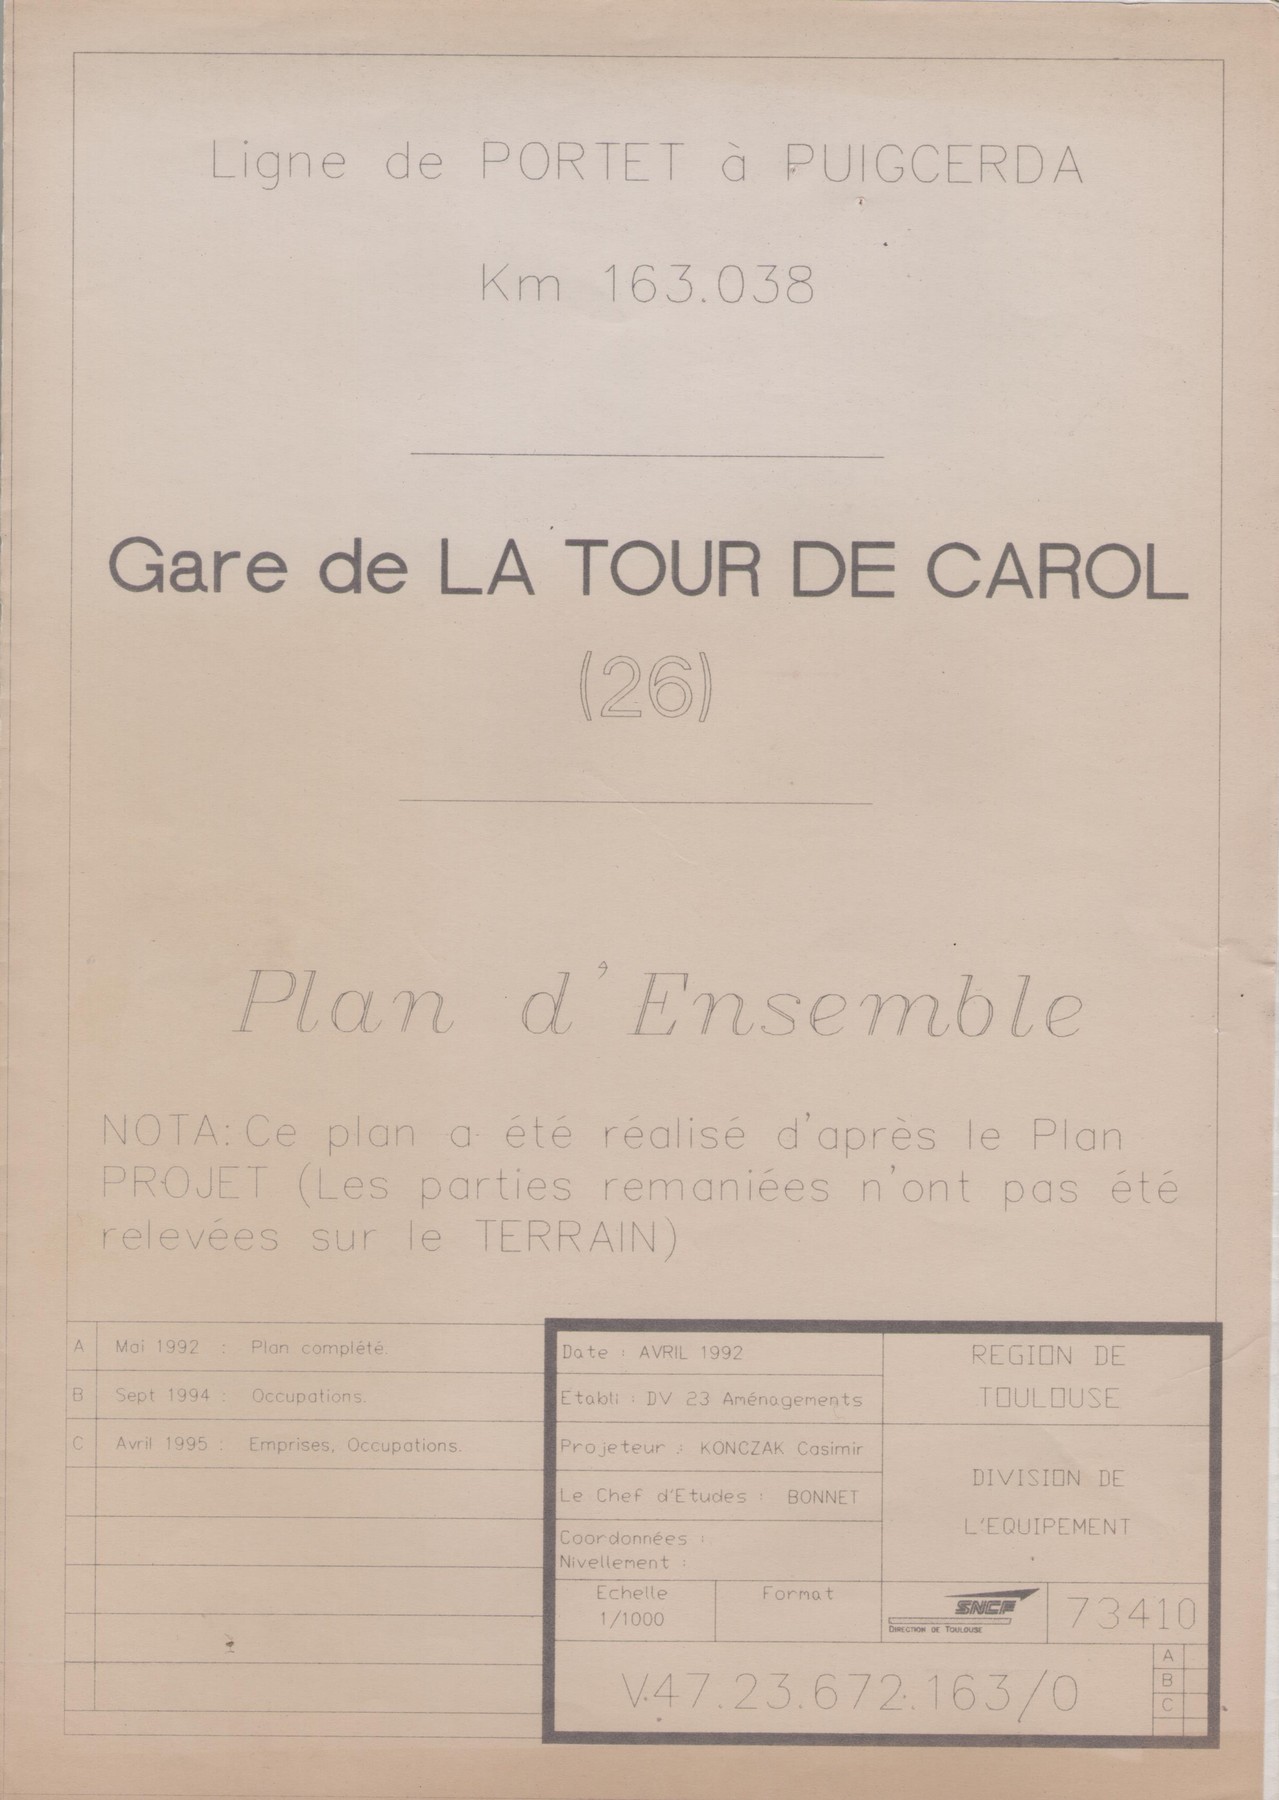 Ligne de PORTET à PUIGCERDA
Km 163.038
Gare de LA TOUR DE CAROL
(26)
Plan d'Ensemble
NOTA: Ce plan a été réalisé d'après le Plan
PROJET (Les parties remaniées n'ont pas été
relevées sur le TERRAIN)
A Mai 1992 : Plan complété.
B Sept 1994 : Occupations.
C Avril 1995 : Emprises, Occupations.
Date : AVRIL 1992
Etabli : DV 23 Aménagements
Projeteur : KONCZAK Casimir
Le Chef d'Etudes : BONNET
Coordonnées :
Nivellement :
Echelle
1/1000
Format
REGION DE
TOULOUSE
DIVISION DE
L'EQUIPEMENT
SNCF
DIRECTION DE TOULOUSE
73410
V.47.23.672.163/0
A
B
C